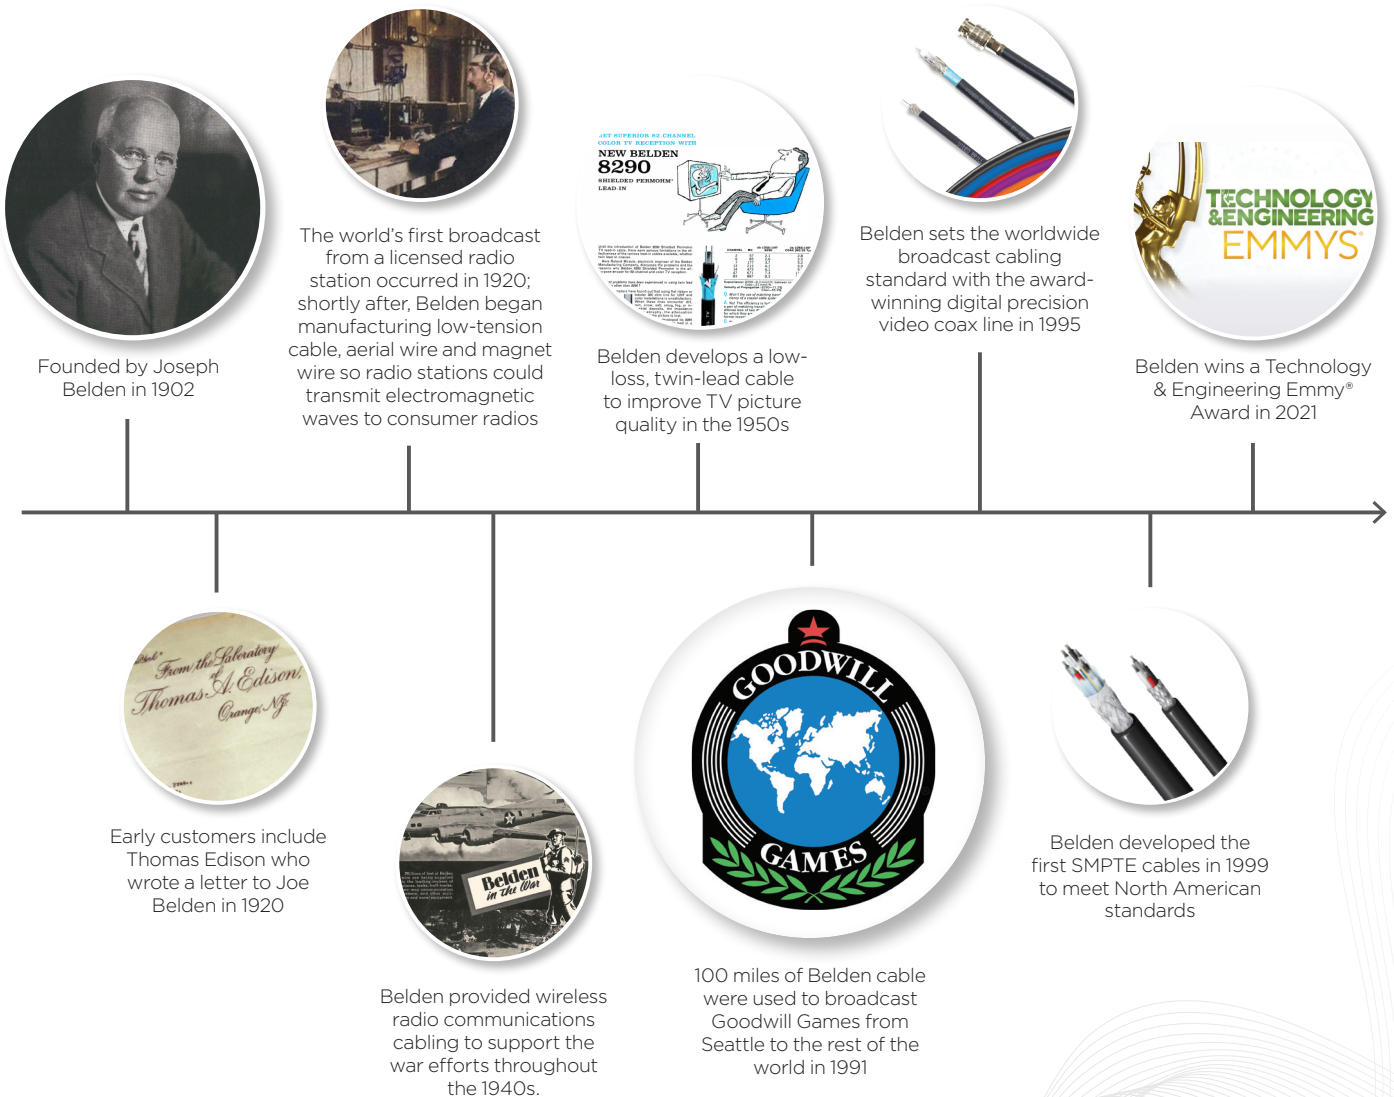 Founded by Joseph
Belden in 1902
The world's first broadcast
from a licensed radio
station occurred in 1920;
shortly after, Belden began
manufacturing low-tension
cable, aerial wire and magnet
wire so radio stations could
transmit electromagnetic
waves to consumer radios
GET SUPERIOR 82-CHANNEL
COLOR TV RECEPTION WITH
NEW BELDEN
8290
SHIELDED PERMOHM*
LEAD-IN
Belden develops a low-
loss, twin-lead cable
to improve TV picture
quality in the 1950s
Belden sets the worldwide
broadcast cabling
standard with the award-
winning digital precision
video coax line in 1995
TECHNOLOGY
&ENGINEERING
EMMYS®
Belden wins a Technology
& Engineering Emmy®
Award in 2021
From the Laboratory
of
Thomas A. Edison,
Orange, N.J.
Early customers include
Thomas Edison who
wrote a letter to Joe
Belden in 1920
Belden
in the War
Belden provided wireless
radio communications
cabling to support the
war efforts throughout
the 1940s.
GOODWILL
GAMES
100 miles of Belden cable
were used to broadcast
Goodwill Games from
Seattle to the rest of the
world in 1991
Belden developed the
first SMPTE cables in 1999
to meet North American
standards